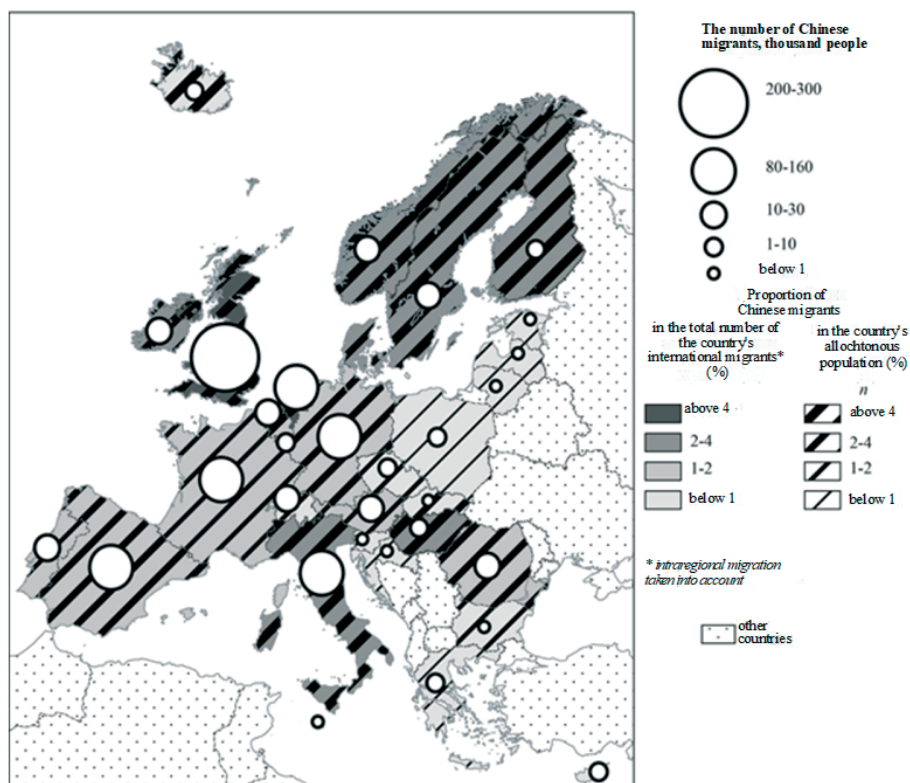 The number of Chinese
migrants, thousand people
200-300
80-160
10-30
1-10
below 1
Proportion of
Chinese migrants
in the total number of
the country's
international migrants*
(%)
above 4
2-4
1-2
below 1
in the country's
allochtonous
population (%)
n
above 4
2-4
1-2
below 1
* intraregional migration
taken into account
other
countries